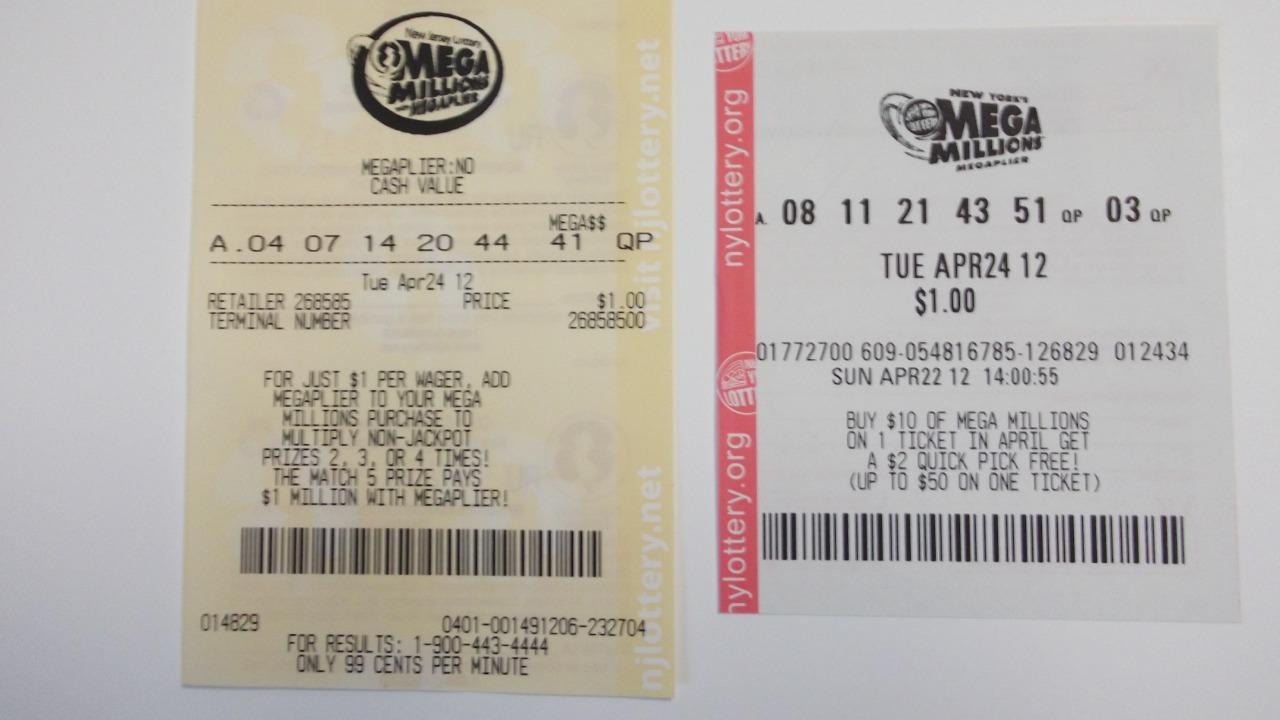 New Jersey Lottery
MEGA
MILLIONS
MEGAPLIER
MEGAPLIER:NO
CASH VALUE
MEGA$$
A.04 07 14 20 44 41 QP
Tue Apr24 12
RETAILER 268585 PRICE $1.00
TERMINAL NUMBER 26858500
FOR JUST $1 PER WAGER, ADD
MEGAPLIER TO YOUR MEGA
MILLIONS PURCHASE TO
MULTIPLY NON-JACKPOT
PRIZES 2, 3, OR 4 TIMES!
THE MATCH 5 PRIZE PAYS
$1 MILLION WITH MEGAPLIER!
014829 0401-001491206-232704
FOR RESULTS: 1-900-443-4444
ONLY 99 CENTS PER MINUTE
visit njlottery.net
njlottery.net
nylottery.org
nylottery.org
NEW YORK'S
MEGA
MILLIONS
MEGAPLIER
A. 08 11 21 43 51 QP 03 QP
TUE APR24 12
$1.00
01772700 609-054816785-126829 012434
SUN APR22 12 14:00:55
BUY $10 OF MEGA MILLIONS
ON 1 TICKET IN APRIL GET
A $2 QUICK PICK FREE!
(UP TO $50 ON ONE TICKET)